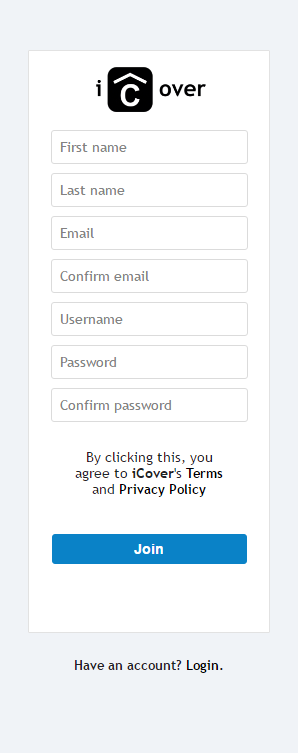 i C over
First name
Last name
Email
Confirm email
Username
Password
Confirm password
By clicking this, you
agree to iCover's Terms
and Privacy Policy
Join
Have an account? Login.